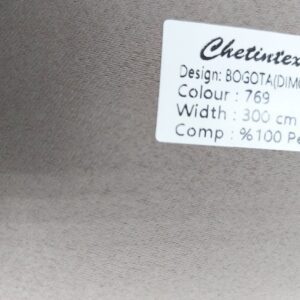 Chetintex
Design: BOGOTA(DIM
Colour : 769
Width : 300 cm
Comp : %100 Pe